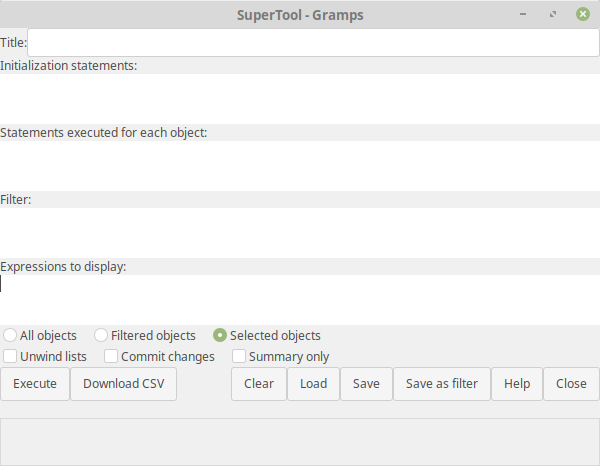 SuperTool - Gramps
Title:
Initialization statements:
Statements executed for each object:
Filter:
Expressions to display:
All objects Filtered objects Selected objects
Unwind lists Commit changes Summary only
Execute Download CSV Clear Load Save Save as filter Help Close